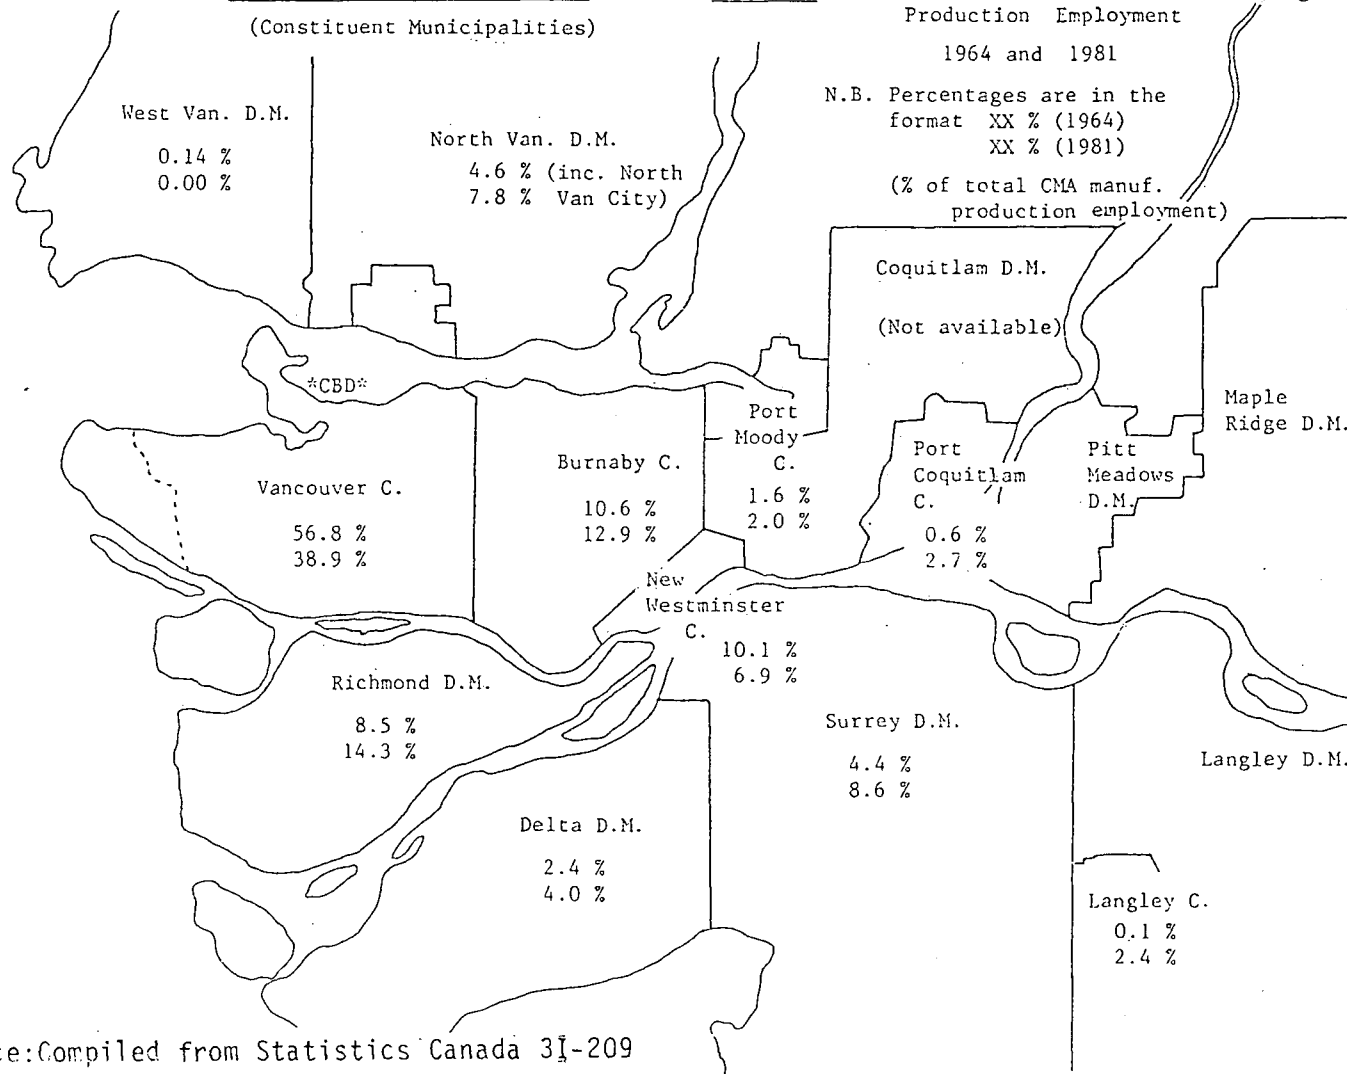 (Constituent Municipalities)
Production Employment
1964 and 1981
N.B. Percentages are in the
format XX % (1964)
XX % (1981)
(% of total CMA manuf.
production employment)
West Van. D.M.
0.14 %
0.00 %
North Van. D.M.
4.6 % (inc. North
7.8 % Van City)
Coquitlam D.M.
(Not available)
*CBD*
Maple
Ridge D.M.
Port
Moody
C.
1.6 %
2.0 %
Port
Coquitlam
C.
0.6 %
2.7 %
Pitt
Meadows
D.M.
Burnaby C.
10.6 %
12.9 %
Vancouver C.
56.8 %
38.9 %
New
Westminster
C.
10.1 %
6.9 %
Richmond D.M.
8.5 %
14.3 %
Surrey D.M.
4.4 %
8.6 %
Langley D.M.
Delta D.M.
2.4 %
4.0 %
Langley C.
0.1 %
2.4 %
e:Compiled from Statistics Canada 31-209